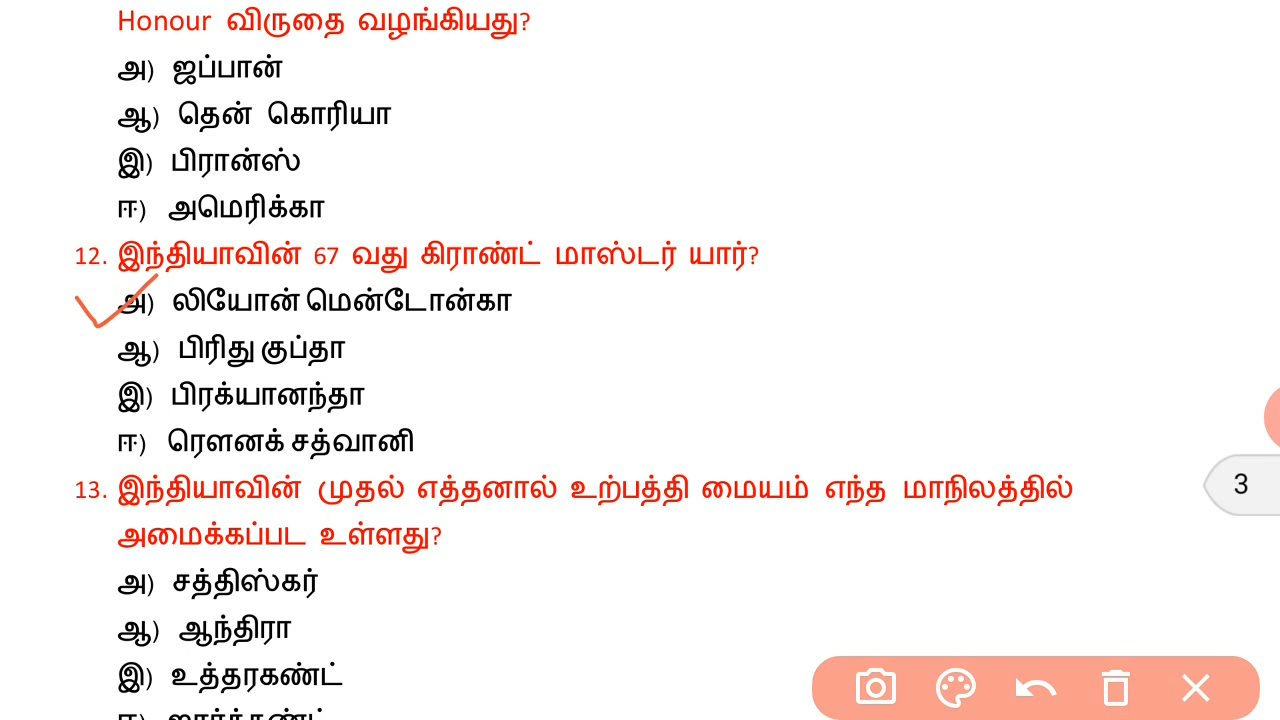 Honour விருதை வழங்கியது?
அ) ஜப்பான்
ஆ) தென் கொரியா
இ) பிரான்ஸ்
ஈ) அமெரிக்கா
12. இந்தியாவின் 67 வது கிராண்ட் மாஸ்டர் யார்?
அ) லியோன் மென்டோன்கா
ஆ) பிரிது குப்தா
இ) பிரக்யானந்தா
ஈ) ரௌனக் சத்வானி
13. இந்தியாவின் முதல் எத்தனால் உற்பத்தி மையம் எந்த மாநிலத்தில்
3
அமைக்கப்பட உள்ளது?
அ) சத்திஸ்கர்
ஆ) ஆந்திரா
இ) உத்தரகண்ட்
ஈ) ஜார்க்கண்ட்